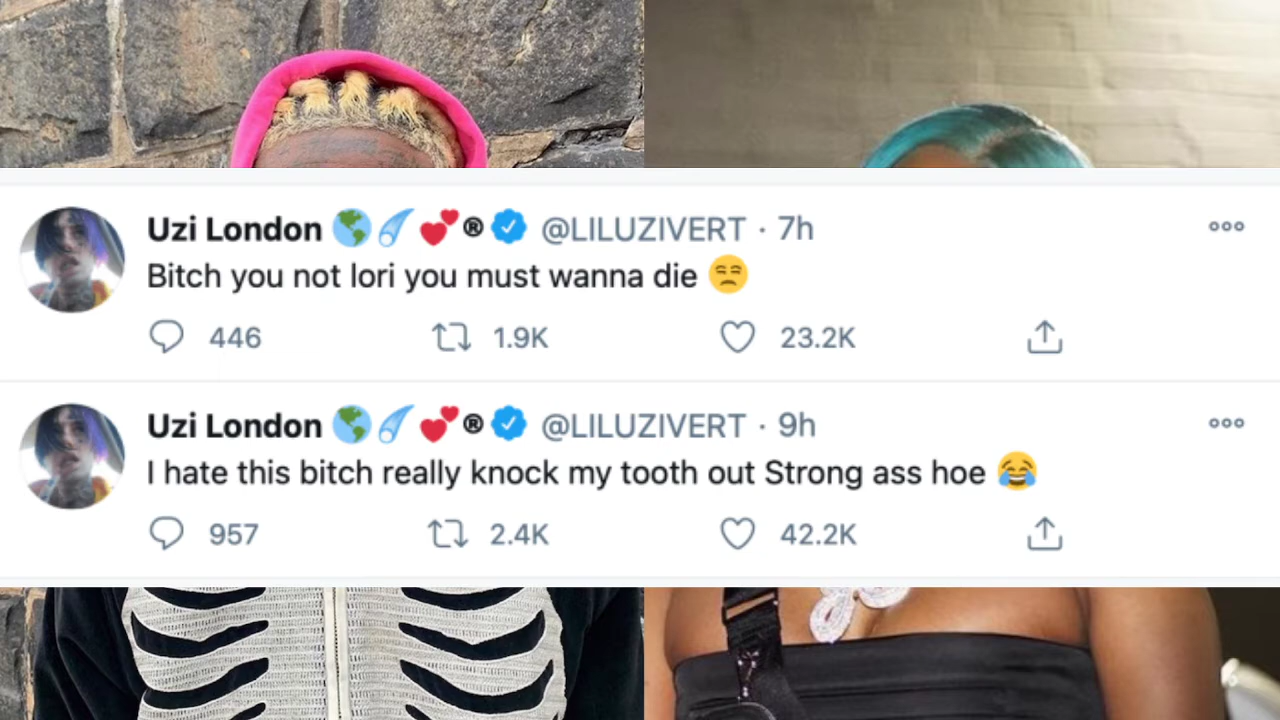 Uzi London 🌎☄️💕® @LILUZIVERT · 7h
Bitch you not lori you must wanna die 😒
446 1.9K 23.2K
Uzi London 🌎☄️💕® @LILUZIVERT · 9h
I hate this bitch really knock my tooth out Strong ass hoe 😂
957 2.4K 42.2K